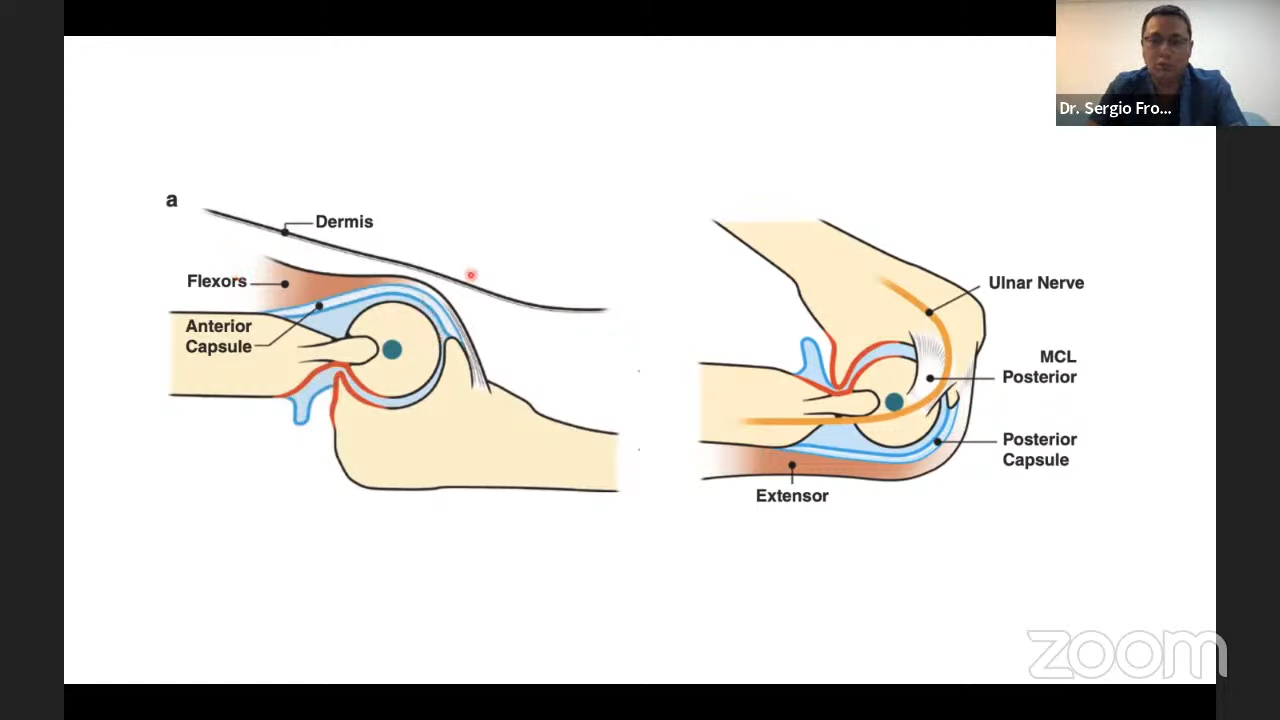 Dr. Sergio Fro...
a
Dermis
Flexors
Anterior
Capsule
Ulnar Nerve
MCL
Posterior
Posterior
Capsule
Extensor
zoom